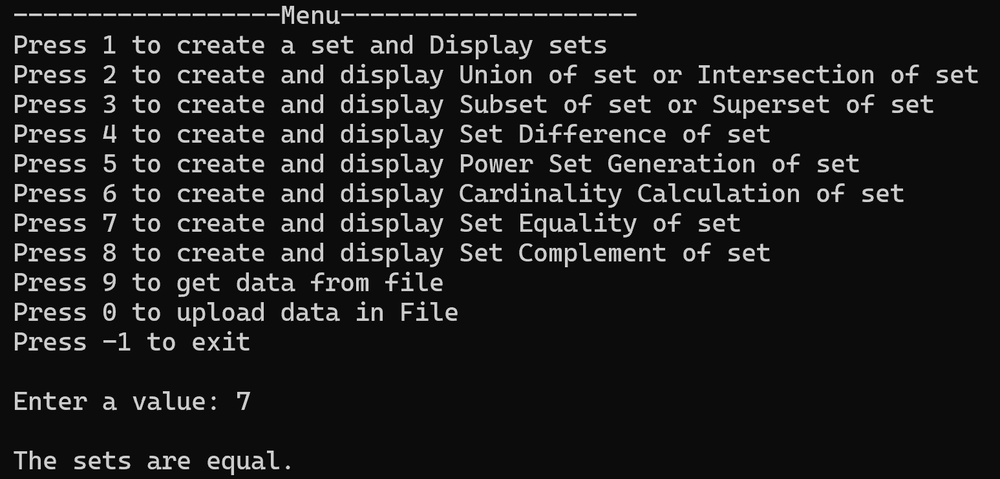 ------------------Menu--------------------
Press 1 to create a set and Display sets
Press 2 to create and display Union of set or Intersection of set
Press 3 to create and display Subset of set or Superset of set
Press 4 to create and display Set Difference of set
Press 5 to create and display Power Set Generation of set
Press 6 to create and display Cardinality Calculation of set
Press 7 to create and display Set Equality of set
Press 8 to create and display Set Complement of set
Press 9 to get data from file
Press 0 to upload data in File
Press -1 to exit
Enter a value: 7
The sets are equal.